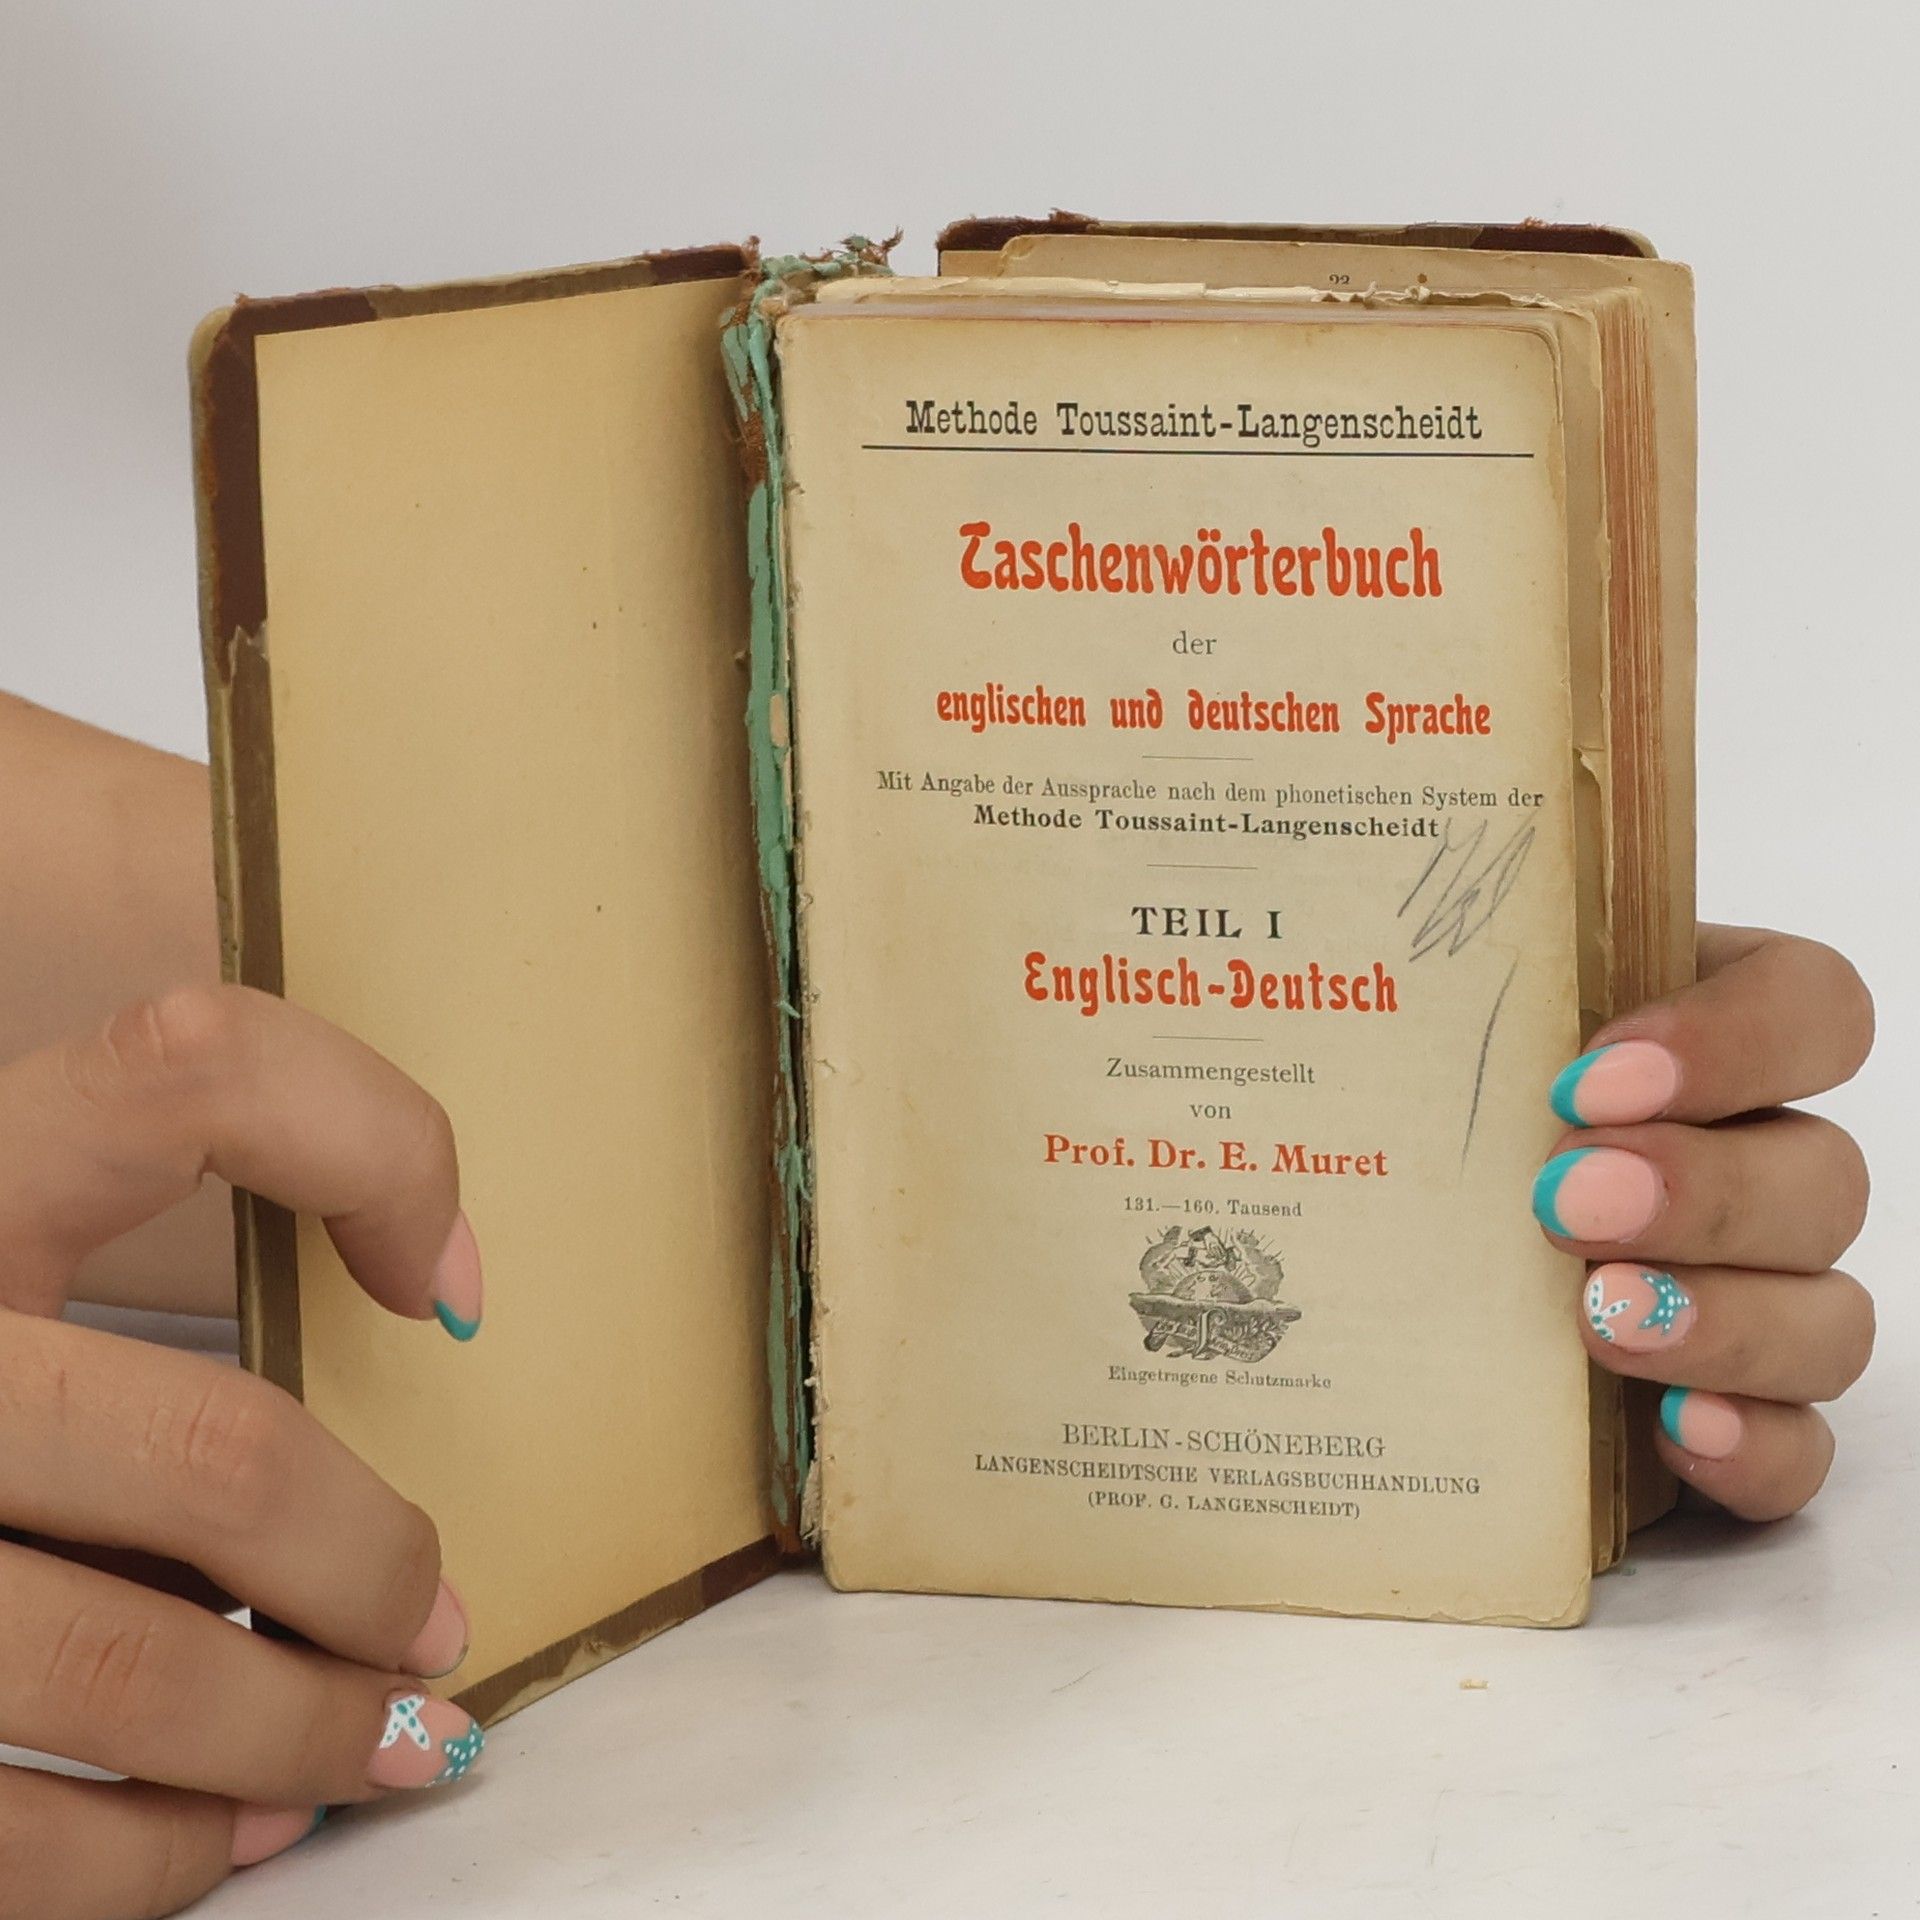 22
Methode Toussaint-Langenscheidt
Taschenwörterbuch
der
englischen und deutschen Sprache
Mit Angabe der Aussprache nach dem phonetischen System der
Methode Toussaint-Langenscheidt
TEIL I
Englisch-Deutsch
Zusammengestellt
von
Prof. Dr. E. Muret
131.—160. Tausend
Eingetragene Schutzmarke
BERLIN-SCHÖNEBERG
LANGENSCHEIDTSCHE VERLAGSBUCHHANDLUNG
(PROF. G. LANGENSCHEIDT)